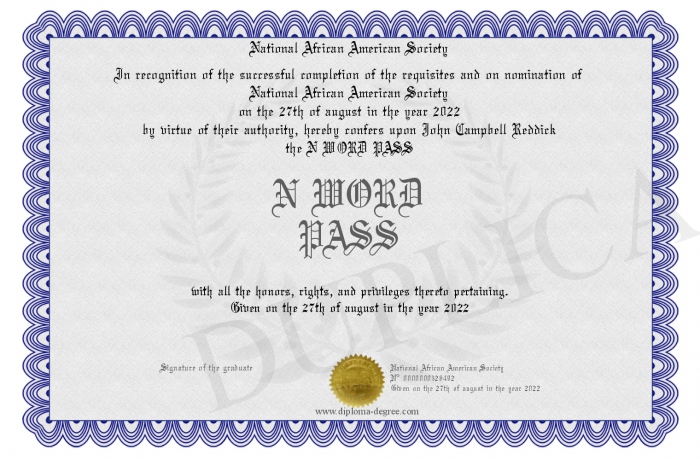 National African American Society
In recognition of the successful completion of the requisites and on nomination of
National African American Society
on the 27th of august in the year 2022
by virtue of their authority, hereby confers upon John Campbell Reddick
the N WORD PASS
N WORD
PASS
with all the honors, rights, and privileges thereto pertaining.
Given on the 27th of august in the year 2022
DUPLICA
Signature of the graduate
National African American Society
Nº 0000000328492
Given on the 27th of august in the year 2022
www.diploma-degree.com